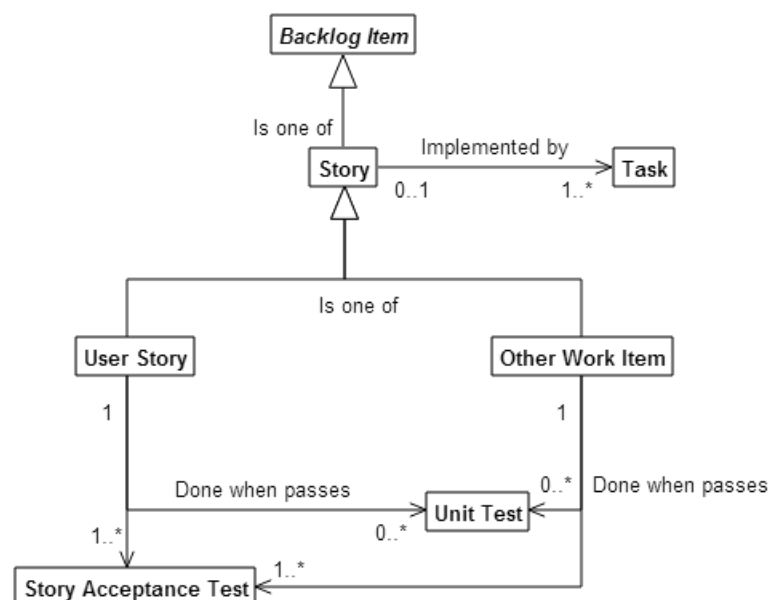 Backlog Item
Is one of
Story
Implemented by
Task
0..1
1..*
Is one of
User Story
Other Work Item
1
1
Done when passes
0..*
Done when passes
Unit Test
0..*
1..*
1..*
Story Acceptance Test